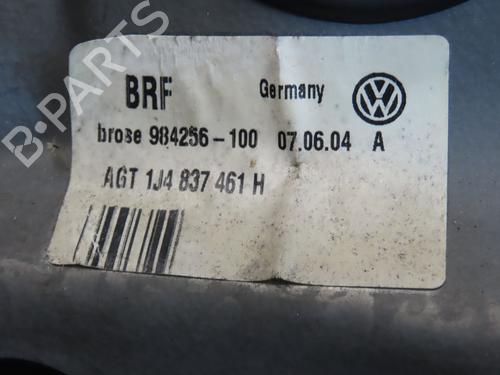 B-PARTS
BRF Germany
brose 984256-100 07.06.04 A
AGT 1J4 837 461 H